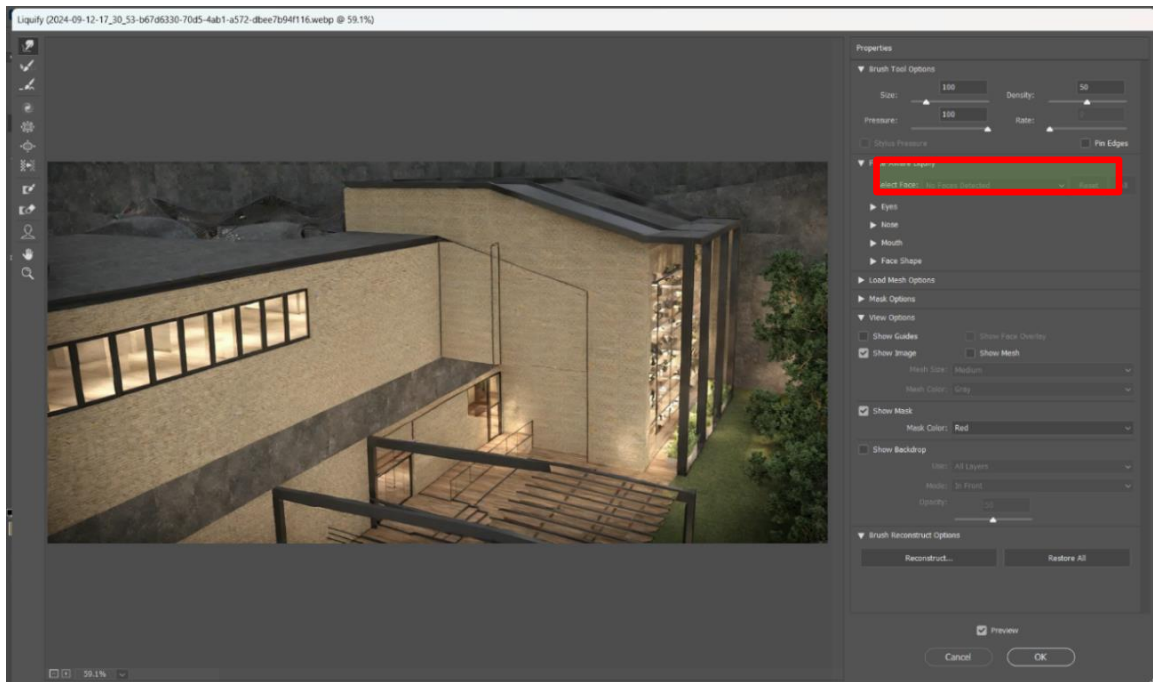 Liquify (2024-09-12-17_30_53-b67d6330-70d5-4ab1-a572-dbee7b94f116.webp @ 59.1%)
Properties
Brush Tool Options
Size: 100 Density: 50
Pressure: 100 Rate:
Stylus Pressure Pin Edges
Liquify
Select Face: No Faces Detected Reset
Eyes
Nose
Mouth
Face Shape
Load Mesh Options
Mask Options
View Options
Show Guides Show Face Overlay
Show Image Show Mesh
Mesh Size: Medium
Mesh Color: Gray
Show Mask
Mask Color: Red
Show Backdrop
All Layers
Mode: In Front
Opacity: 50
Brush Reconstruct Options
Reconstruct... Restore All
Preview
Cancel OK
59.1%